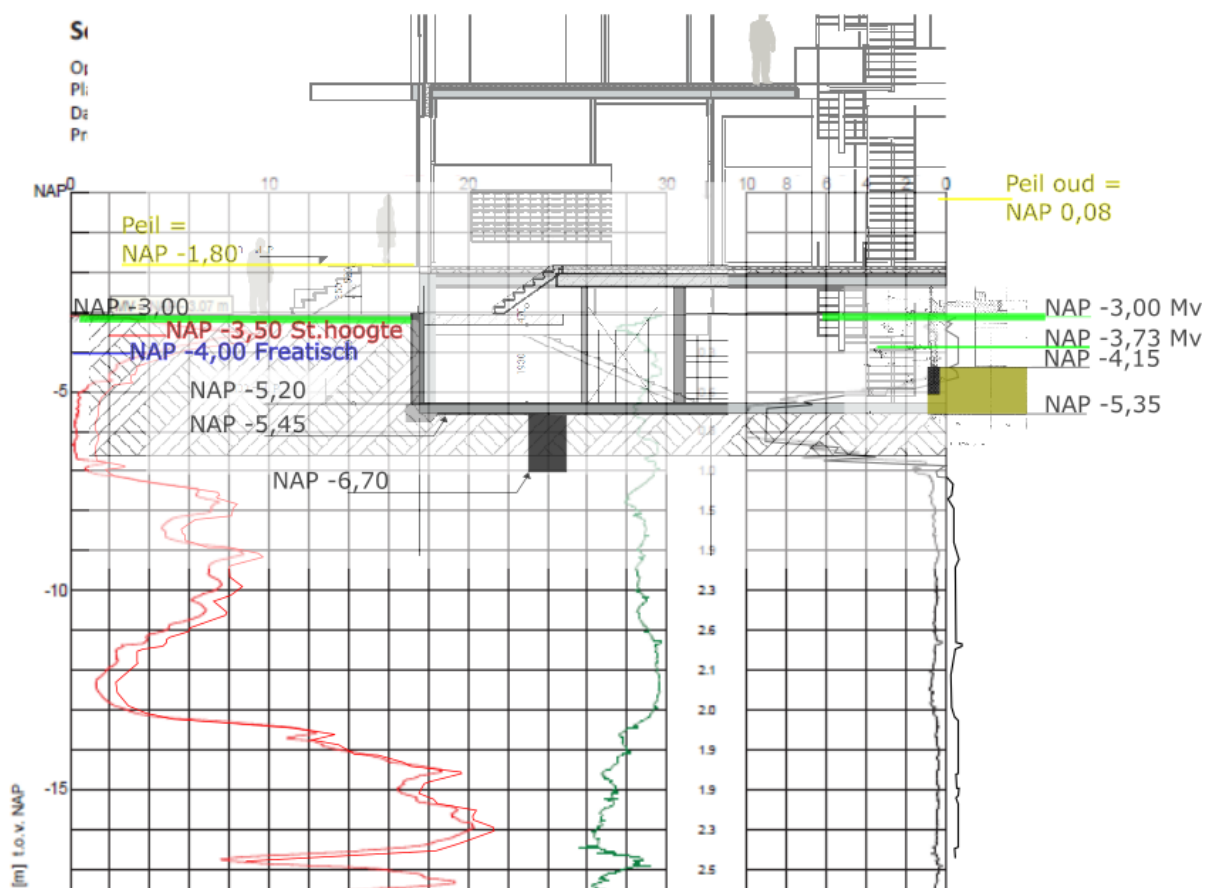 NAP 0 10 20 30 10 8 6 4 2 0
Peil oud =
NAP 0,08
Peil =
NAP -1,80
NAP -3,00
NAP -3,00 Mv
NAP -3,50 St.hoogte
NAP -3,73 Mv
NAP -4,00 Freatisch
NAP -4,15
-5
NAP -5,20
NAP -5,35
NAP -5,45
NAP -6,70
1.0
1.5
1.9
-10
2.3
2.6
2.1
2.0
1.9
-15
1.9
2.3
2.5
[m] t.o.v. NAP